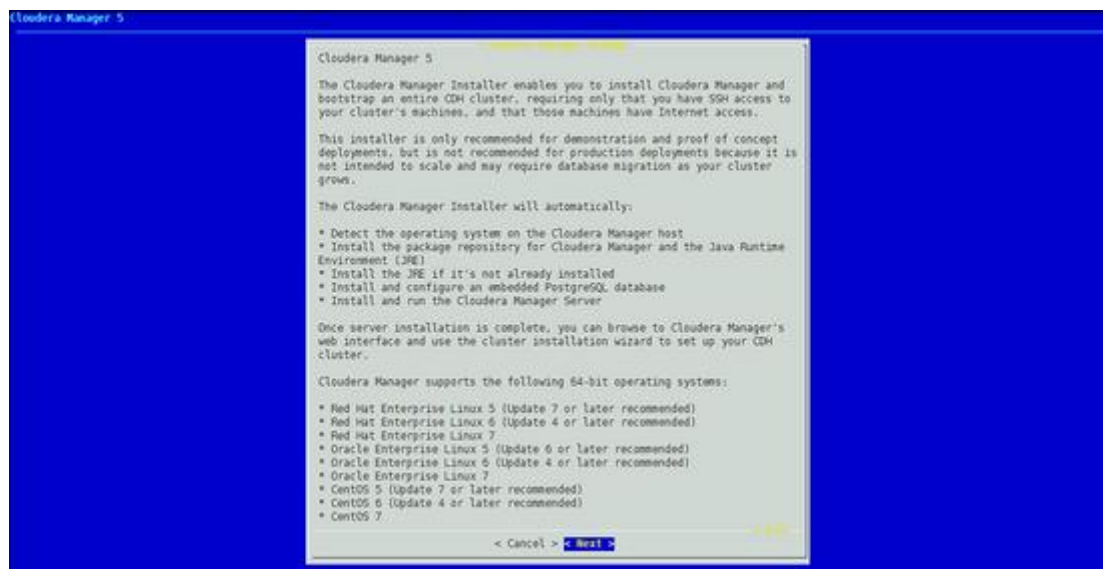 Cloudera Manager 5
Cloudera Manager 5
The Cloudera Manager Installer enables you to install Cloudera Manager and
bootstrap an entire CDH cluster, requiring only that you have SSH access to
your cluster's machines, and that those machines have Internet access.
This installer is only recommended for demonstration and proof of concept
deployments, but is not recommended for production deployments because it is
not intended to scale and may require database migration as your cluster
grows.
The Cloudera Manager Installer will automatically:
* Detect the operating system on the Cloudera Manager host
* Install the package repository for Cloudera Manager and the Java Runtime
Environment (JRE)
* Install the JRE if it's not already installed
* Install and configure an embedded PostgreSQL database
* Install and run the Cloudera Manager Server
Once server installation is complete, you can browse to Cloudera Manager's
web interface and use the cluster installation wizard to set up your CDH
cluster.
Cloudera Manager supports the following 64-bit operating systems:
* Red Hat Enterprise Linux 5 (Update 7 or later recommended)
* Red Hat Enterprise Linux 6 (Update 4 or later recommended)
* Red Hat Enterprise Linux 7
* Oracle Enterprise Linux 5 (Update 6 or later recommended)
* Oracle Enterprise Linux 6 (Update 4 or later recommended)
* Oracle Enterprise Linux 7
* CentOS 5 (Update 7 or later recommended)
* CentOS 6 (Update 4 or later recommended)
* CentOS 7
< Cancel > < Next >